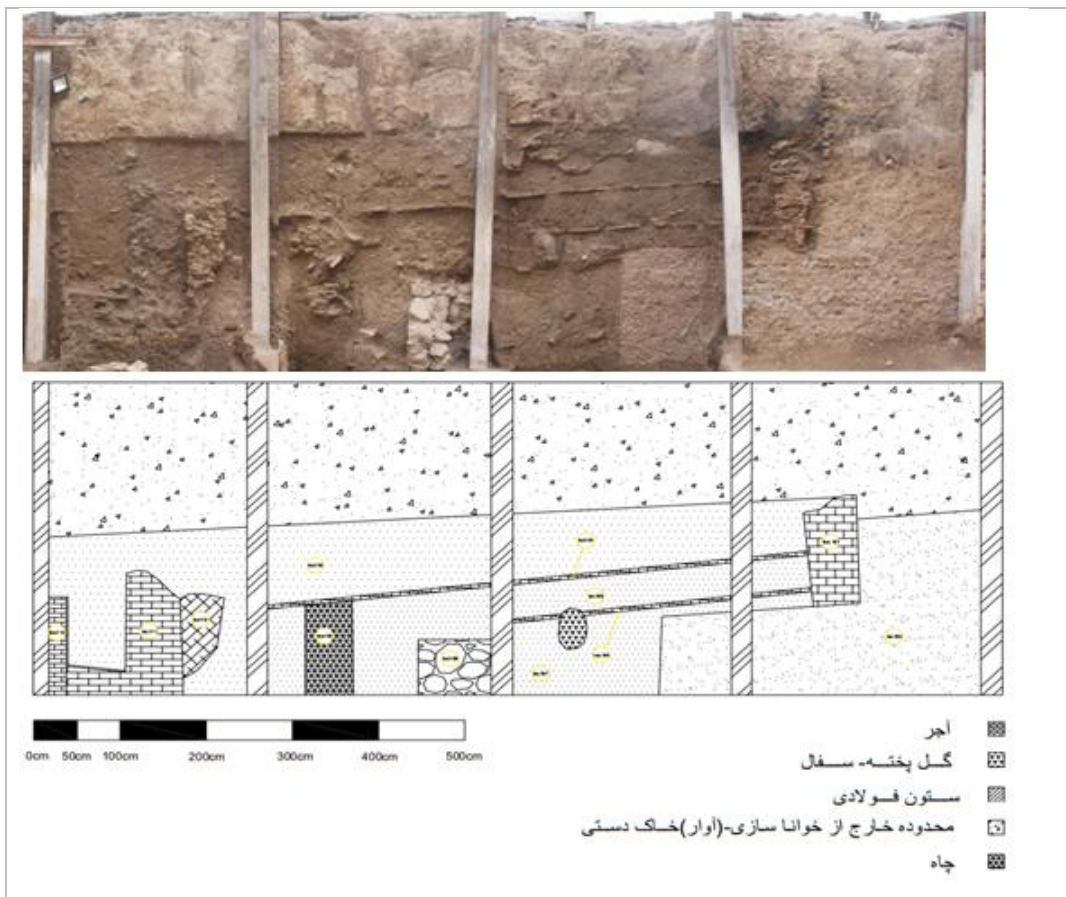 0cm 50cm 100cm 200cm 300cm 400cm 500cm
آجر
گل پخته- سفال
ستون فولادی
محدوده خارج از خوانا سازی-(آوار)خاک دستی
چاه